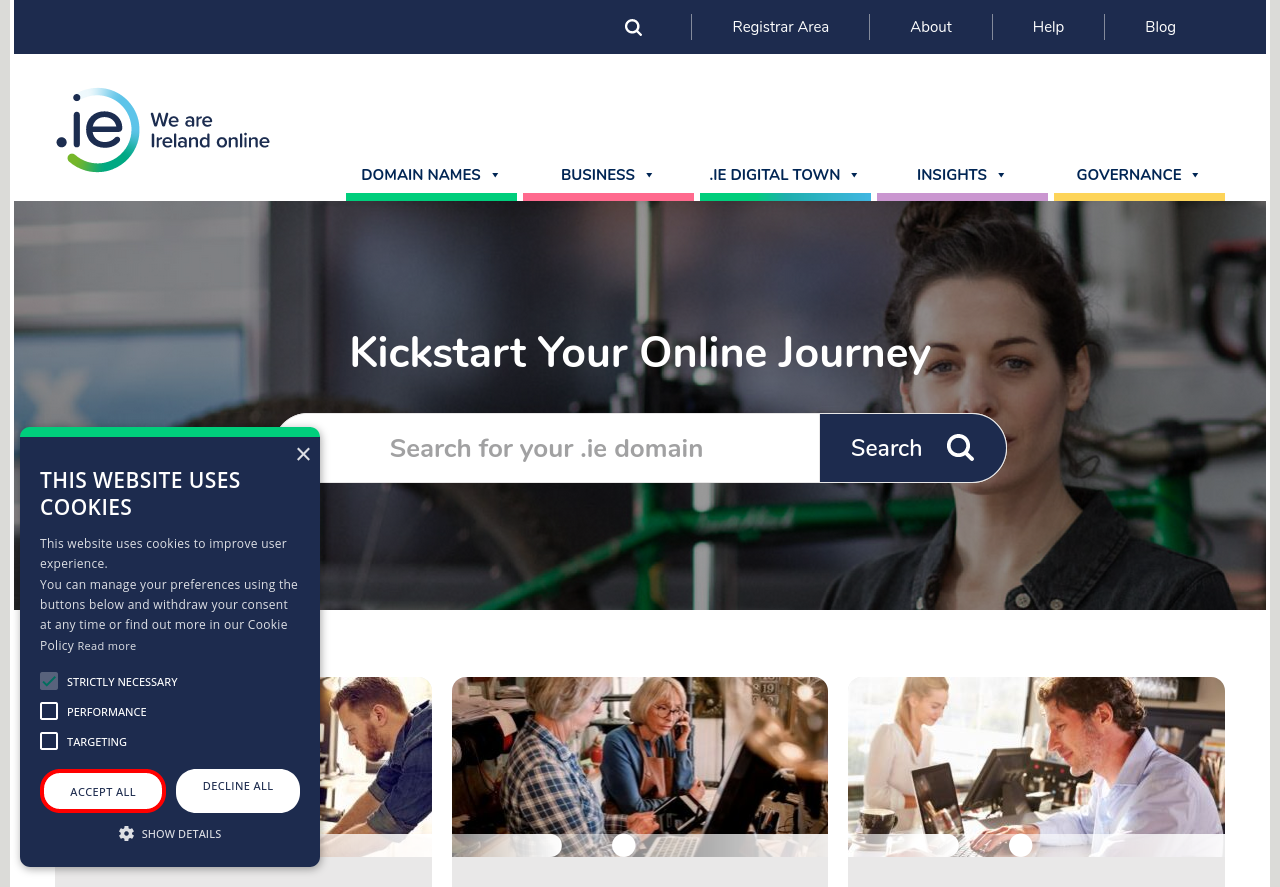 Registrar Area
About
Help
Blog
.ie
We are
Ireland online
DOMAIN NAMES
BUSINESS
.IE DIGITAL TOWN
INSIGHTS
GOVERNANCE
Kickstart Your Online Journey
Search for your .ie domain
Search
×
THIS WEBSITE USES
COOKIES
This website uses cookies to improve user
experience.
You can manage your preferences using the
buttons below and withdraw your consent
at any time or find out more in our Cookie
Policy Read more
STRICTLY NECESSARY
PERFORMANCE
TARGETING
ACCEPT ALL
DECLINE ALL
SHOW DETAILS